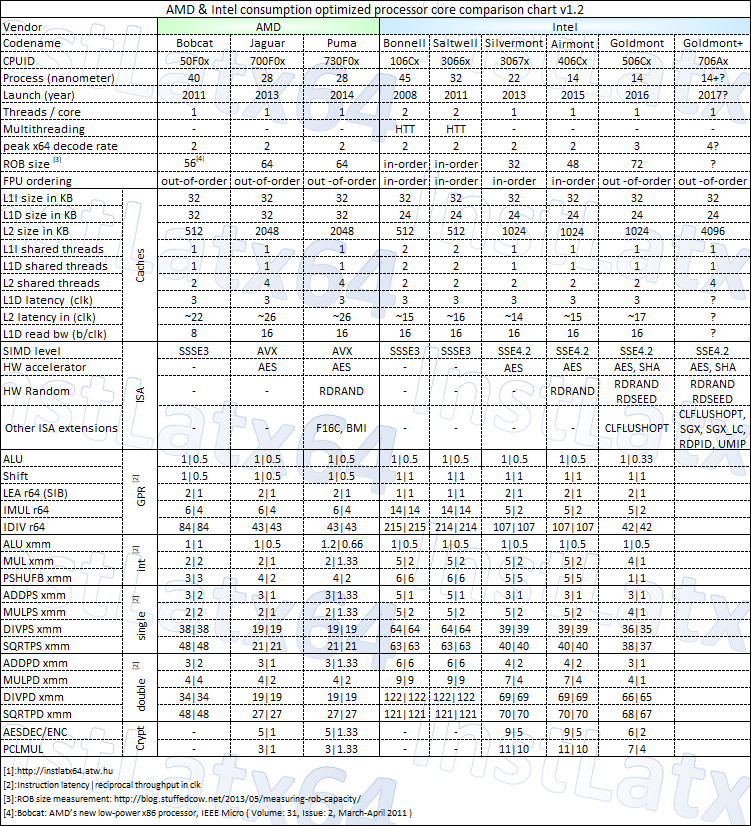 AMD & Intel consumption optimized processor core comparison chart v1.2
Vendor AMD Intel
Codename Bobcat Jaguar Puma Bonnell Saltwell Silvermont Airmont Goldmont Goldmont+
CPUID 50F0x 700F0x 730F0x 106Cx 3066x 3067x 406Cx 506Cx 706Ax
Process (nanometer) 40 28 28 45 32 22 14 14 14+?
Launch (year) 2011 2013 2014 2008 2011 2013 2015 2016 2017?
Threads / core 1 1 1 2 2 1 1 1 1
Multithreading - - - HTT HTT - - - -
peak x64 decode rate 2 2 2 2 2 2 2 3 4?
ROB size [3] 56[4] 64 64 in-order in-order 32 48 72 ?
FPU ordering out-of-order out-of-order out -of-order in-order in-order in-order in-order out -of-order out -of-order
Caches
L1I size in KB 32 32 32 32 32 32 32 32 32
L1D size in KB 32 32 32 24 24 24 24 24 24
L2 size in KB 512 2048 2048 512 512 1024 1024 1024 4096
L1I shared threads 1 1 1 2 2 1 1 1 1
L1D shared threads 1 1 1 2 2 1 1 1 1
L2 shared threads 2 4 4 2 2 2 2 2 4
L1D latency (clk) 3 3 3 3 3 3 3 3 ?
L2 latency in (clk) ~22 ~26 ~26 ~15 ~16 ~14 ~15 ~17 ?
L1D read bw (b/clk) 8 16 16 16 16 16 16 16 ?
ISA
SIMD level SSSE3 AVX AVX SSSE3 SSSE3 SSE4.2 SSE4.2 SSE4.2 SSE4.2
HW accelerator - AES AES - - AES AES AES, SHA AES, SHA
HW Random - - RDRAND - - - RDRAND RDRAND RDSEED RDRAND RDSEED
Other ISA extensions - - F16C, BMI - - - - CLFLUSHOPT CLFLUSHOPT, SGX, SGX_LC, RDPID, UMIP
GPR [2]
ALU 1|0.5 1|0.5 1|0.5 1|0.5 1|0.5 1|0.5 1|0.5 1|0.33
Shift 1|0.5 1|0.5 1|0.5 1|1 1|1 1|1 1|1 1|1
LEA r64 (SIB) 2|1 2|1 2|1 1|1 1|1 2|1 2|1 2|1
IMUL r64 6|4 6|4 6|4 14|14 14|14 5|2 5|2 5|2
IDIV r64 84|84 43|43 43|43 215|215 214|214 107|107 107|107 42|42
int [2]
ALU xmm 1|1 1|0.5 1.2|0.66 1|0.5 1|0.5 1|0.5 1|0.5 1|0.5
MUL xmm 2|2 2|1 2|1.33 5|2 5|2 5|2 5|2 4|1
PSHUFB xmm 3|3 4|2 4|2 6|6 6|6 5|5 5|5 1|1
single [2]
ADDPS xmm 3|2 3|1 3|1.33 5|1 5|1 3|1 3|1 3|1
MULPS xmm 2|2 2|1 2|1.33 5|2 5|2 5|2 5|2 4|1
DIVPS xmm 38|38 19|19 19|19 64|64 64|64 39|39 39|39 36|35
SQRTPS xmm 48|48 21|21 21|21 63|63 63|63 40|40 40|40 38|37
double [2]
ADDPD xmm 3|2 3|1 3|1.33 6|6 6|6 4|2 4|2 3|1
MULPD xmm 4|4 4|2 4|2 9|9 9|9 7|4 7|4 4|1
DIVPD xmm 34|34 19|19 19|19 122|122 122|122 69|69 69|69 66|65
SQRTPD xmm 48|48 27|27 27|27 121|121 121|121 70|70 70|70 68|67
Crypt
AESDEC/ENC - 5|1 5|1.33 - - 9|5 9|5 6|2
PCLMUL - 3|1 3|1.33 - - 11|10 11|10 7|4
[1]:http://instlatx64.atw.hu
[2]:Instruction latency|reciprocal throughput in clk
[3]:ROB size measurement: http://blog.stuffedcow.net/2013/05/measuring-rob-capacity/
[4]:Bobcat: AMD's new low-power x86 processor, IEEE Micro ( Volume: 31, Issue: 2, March-April 2011 )
InstLatx64